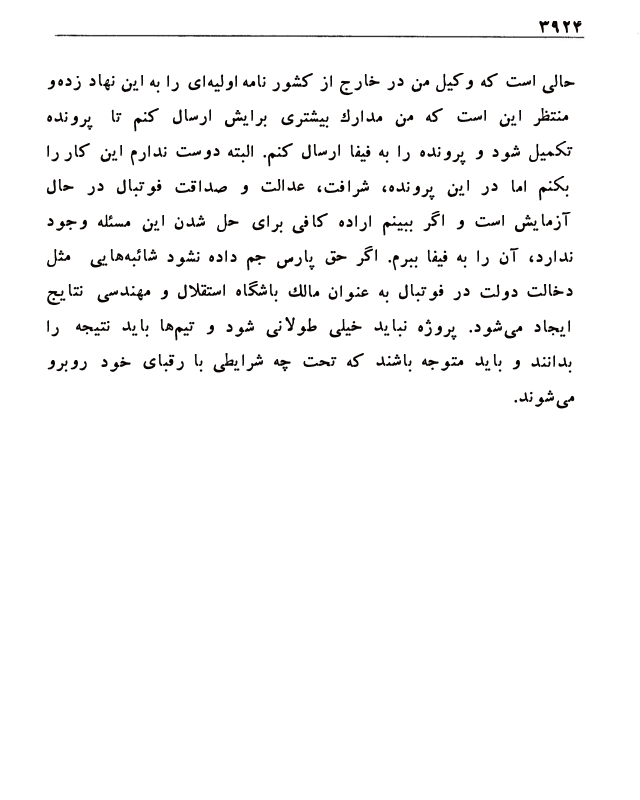 ۳۹۲۴
حالی است که وکیل من در خارج از کشور نامه اولیه‌ای را به این نهاد زده‌و
منتظر این است که من مدارك بیشتری برایش ارسال کنم تا پرونده
تکمیل شود و پرونده را به فیفا ارسال کنم. البته دوست ندارم این کار را
بکنم اما در این پرونده، شرافت، عدالت و صداقت فوتبال در حال
آزمایش است و اگر ببینم اراده کافی برای حل شدن این مسئله وجود
ندارد، آن را به فیفا ببرم. اگر حق پارس جم داده نشود شائبه‌هایی مثل
دخالت دولت در فوتبال به عنوان مالك باشگاه استقلال و مهندسی نتایج
ایجاد می‌شود. پروژه نباید خیلی طولانی شود و تیم‌ها باید نتیجه را
بدانند و باید متوجه باشند که تحت چه شرایطی با رقبای خود روبرو
می‌شوند.